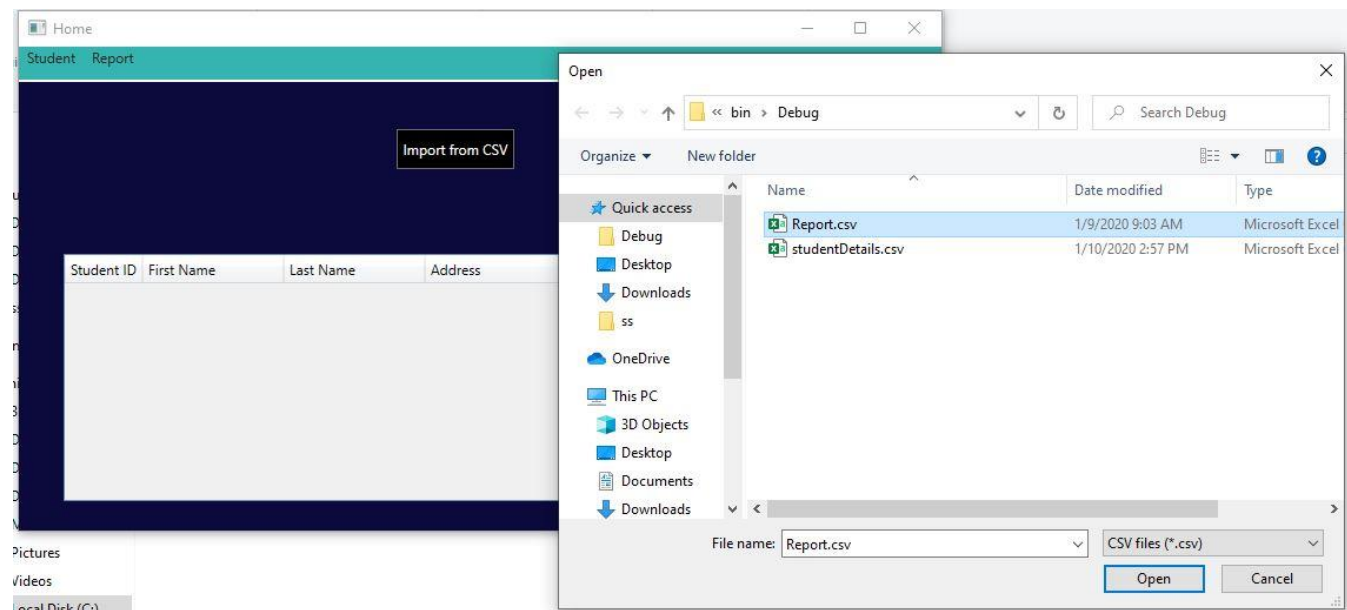 Home
Student Report
Import from CSV
Student ID First Name Last Name Address
Pictures
Videos
Open
« bin > Debug
Search Debug
Organize New folder
Name Date modified Type
Quick access
Debug
Desktop
Downloads
ss
OneDrive
This PC
3D Objects
Desktop
Documents
Downloads
Report.csv 1/9/2020 9:03 AM Microsoft Excel
studentDetails.csv 1/10/2020 2:57 PM Microsoft Excel
File name: Report.csv CSV files (*.csv)
Open Cancel